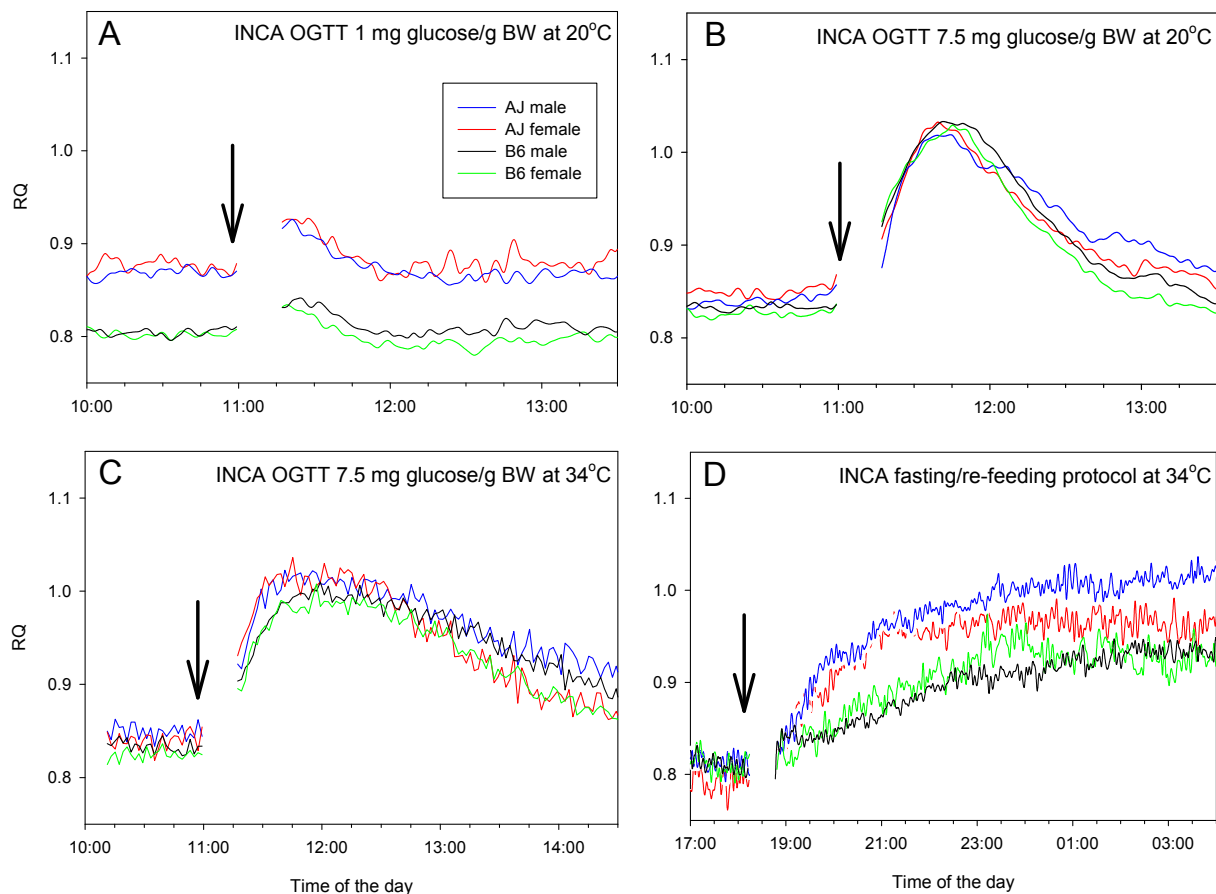 A
INCA OGTT 1 mg glucose/g BW at 20°C
1.1
1.0
0.9
0.8
RQ
AJ male
AJ female
B6 male
B6 female
10:00 11:00 12:00 13:00
B
INCA OGTT 7.5 mg glucose/g BW at 20°C
1.1
1.0
0.9
0.8
10:00 11:00 12:00 13:00
C
INCA OGTT 7.5 mg glucose/g BW at 34°C
1.1
1.0
0.9
0.8
RQ
10:00 11:00 12:00 13:00 14:00
Time of the day
D
INCA fasting/re-feeding protocol at 34°C
1.1
1.0
0.9
0.8
17:00 19:00 21:00 23:00 01:00 03:00
Time of the day